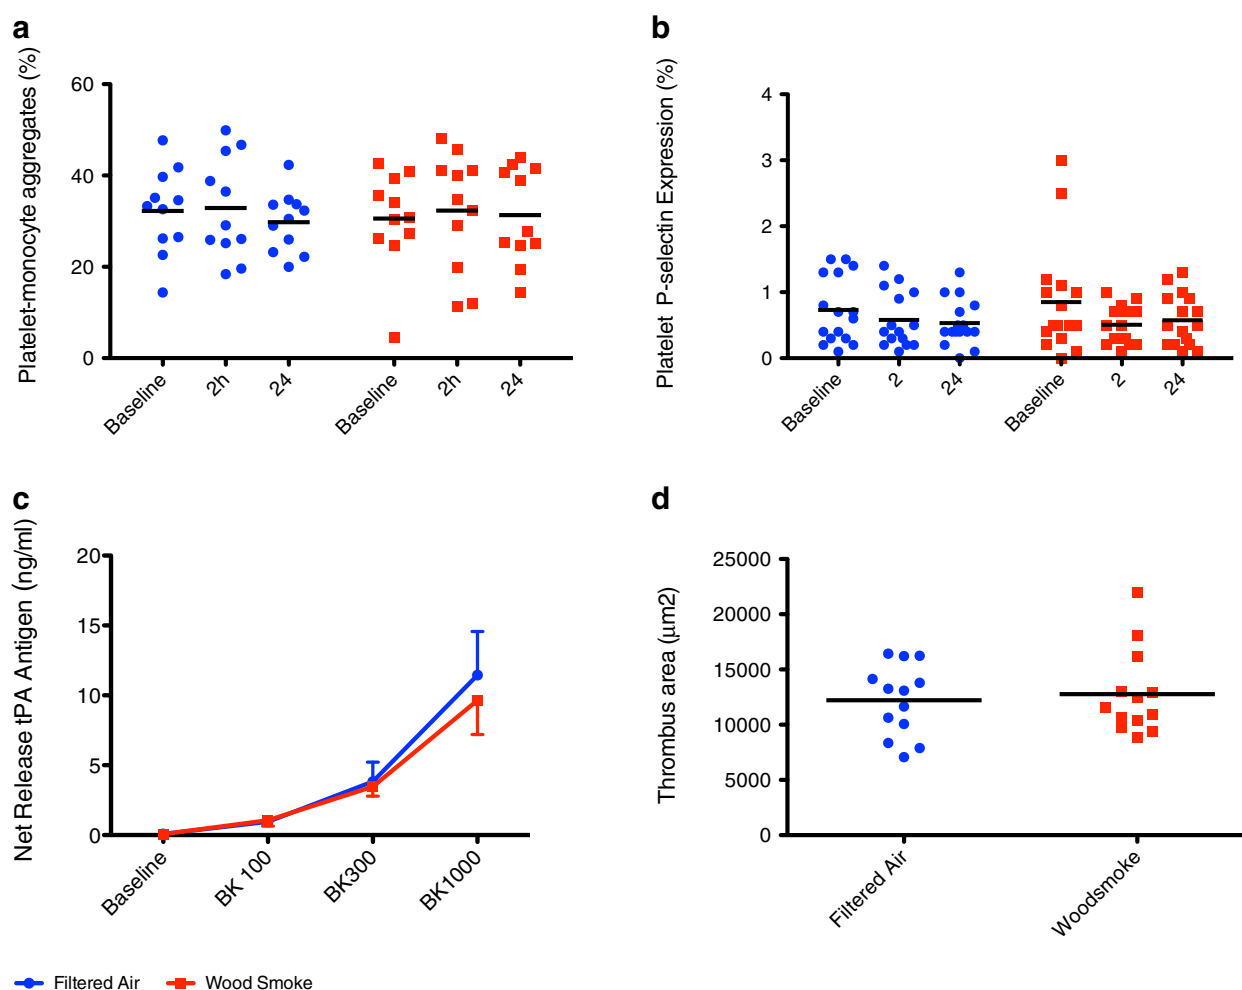 a
Platelet-monocyte aggregates (%)
60
40
20
0
Baseline
2h
24
Baseline
2h
24
b
Platelet P-selectin Expression (%)
4
3
2
1
0
Baseline
2
24
Baseline
2
24
c
Net Release tPA Antigen (ng/ml)
20
15
10
5
0
Baseline
BK 100
BK300
BK1000
d
Thrombus area (μm2)
25000
20000
15000
10000
5000
0
Filtered Air
Woodsmoke
Filtered Air
Wood Smoke